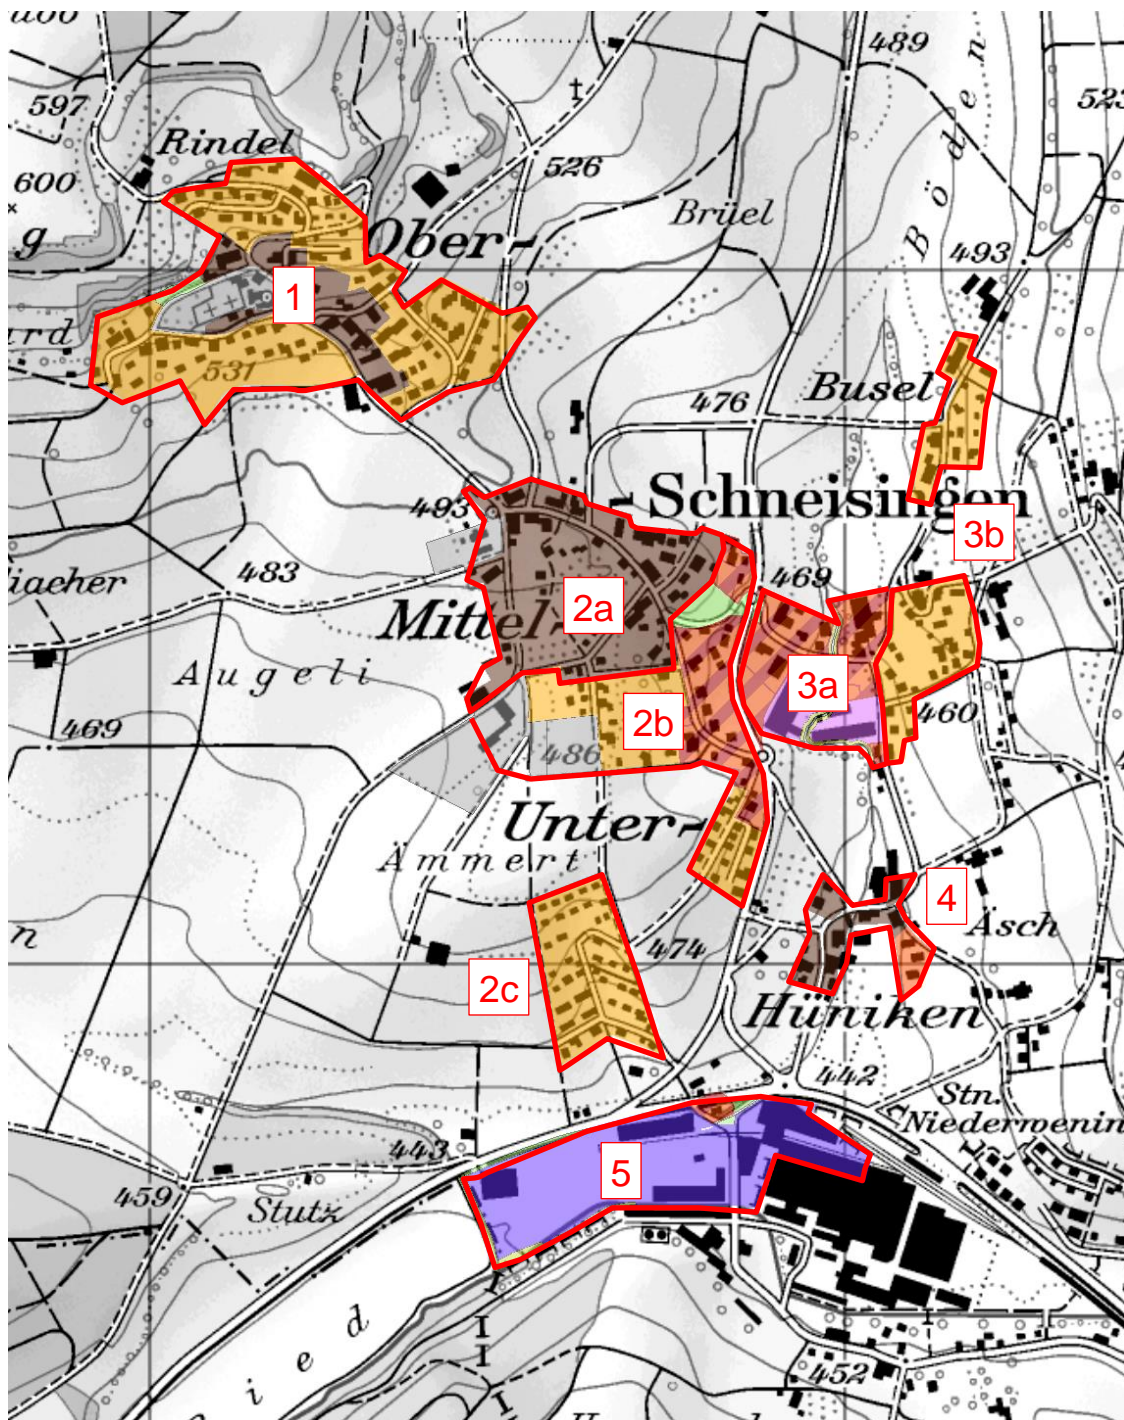 489
597
Rindel
523
600
526
Böden
Brüel
g
Ober-
493
1
ard
531
Busel
476
493
Schneisingen
3b
483
469
2a
Mittel-
Augeli
3a
469
2b
460
486
Unter-
Ämmert
4
n
Äsch
474
2c
Hüniken
442
Stn.
Niederwenin
443
5
459
Stutz
452